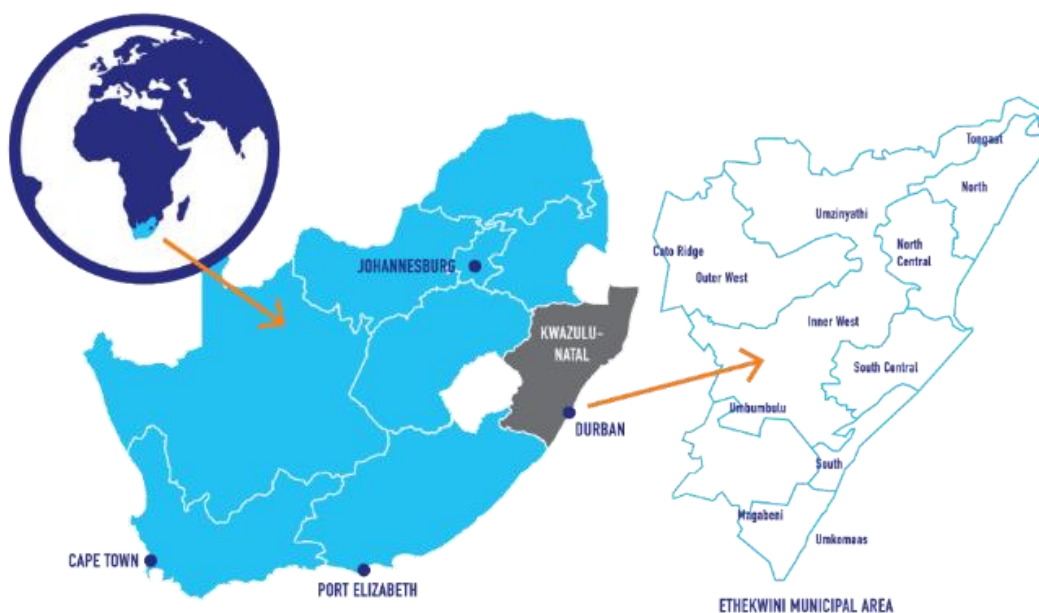 JOHANNESBURG
KWAZULU-
NATAL
DURBAN
CAPE TOWN
PORT ELIZABETH
Tongaat
North
Umzinyathi
North
Central
Cato Ridge
Outer West
Inner West
South Central
Umbumbulu
South
Magabeni
Umkomaas
ETHEKWINI MUNICIPAL AREA